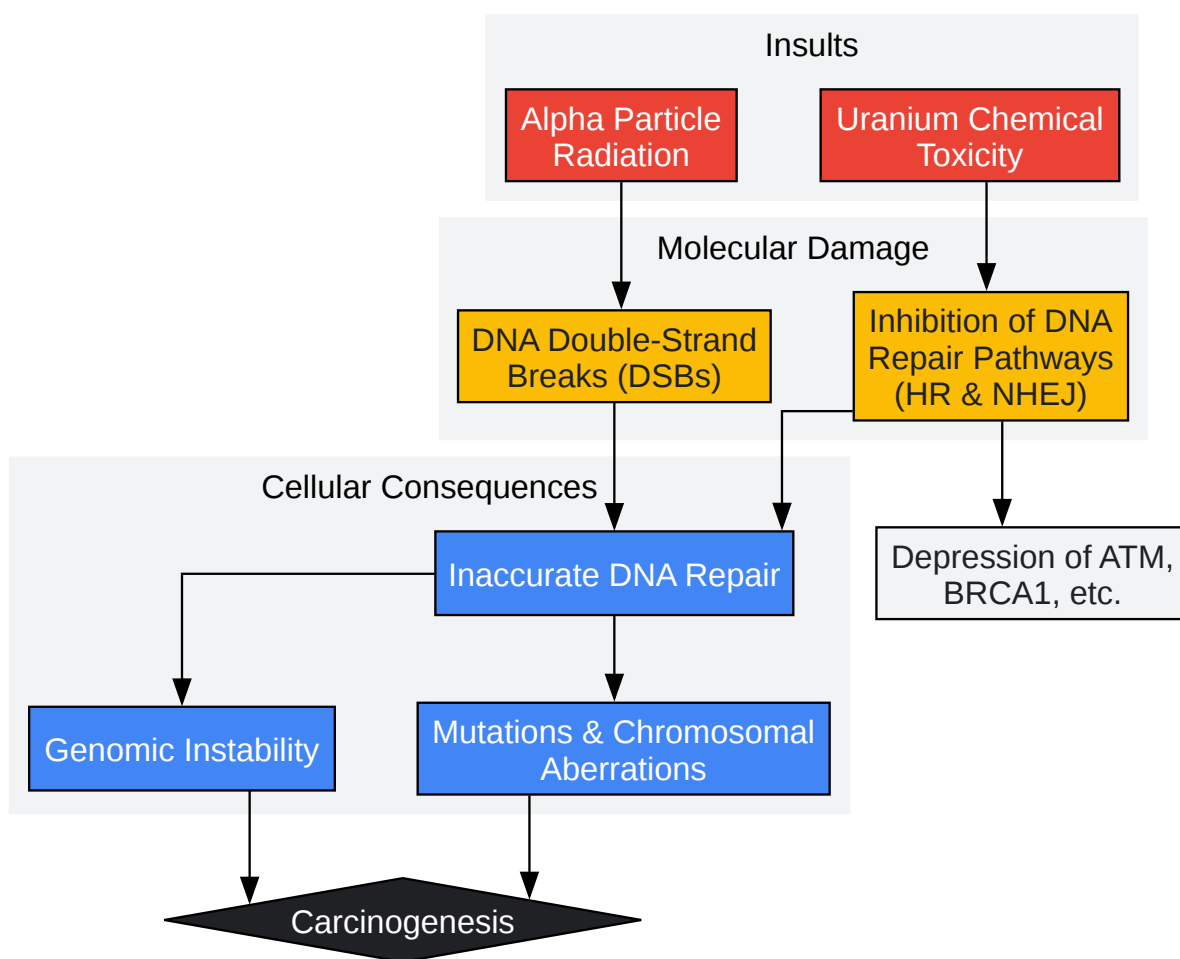 Insults
Alpha Particle
Radiation
Uranium Chemical
Toxicity
Molecular Damage
DNA Double-Strand
Breaks (DSBs)
Inhibition of DNA
Repair Pathways
(HR & NHEJ)
Cellular Consequences
Inaccurate DNA Repair
Depression of ATM,
BRCA1, etc.
Genomic Instability
Mutations & Chromosomal
Aberrations
Carcinogenesis